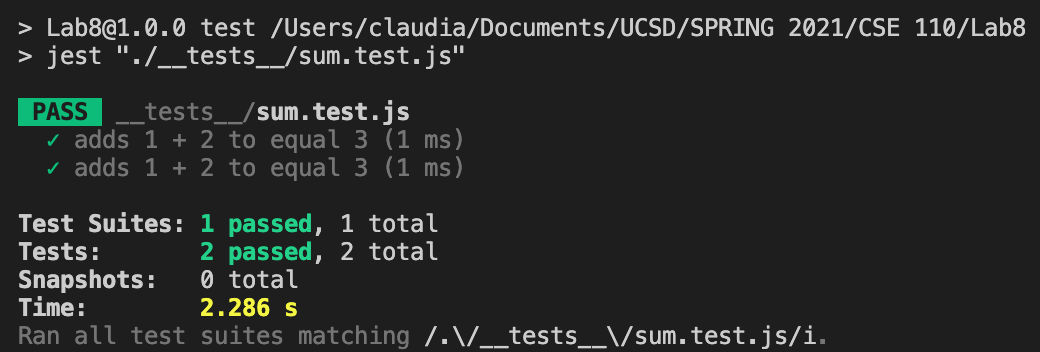 > Lab8@1.0.0 test /Users/claudia/Documents/UCSD/SPRING 2021/CSE 110/Lab8
> jest "./__tests__/sum.test.js"
PASS __tests__/sum.test.js
✓ adds 1 + 2 to equal 3 (1 ms)
✓ adds 1 + 2 to equal 3 (1 ms)
Test Suites: 1 passed, 1 total
Tests: 2 passed, 2 total
Snapshots: 0 total
Time: 2.286 s
Ran all test suites matching /.\/__tests__\/sum.test.js/i.